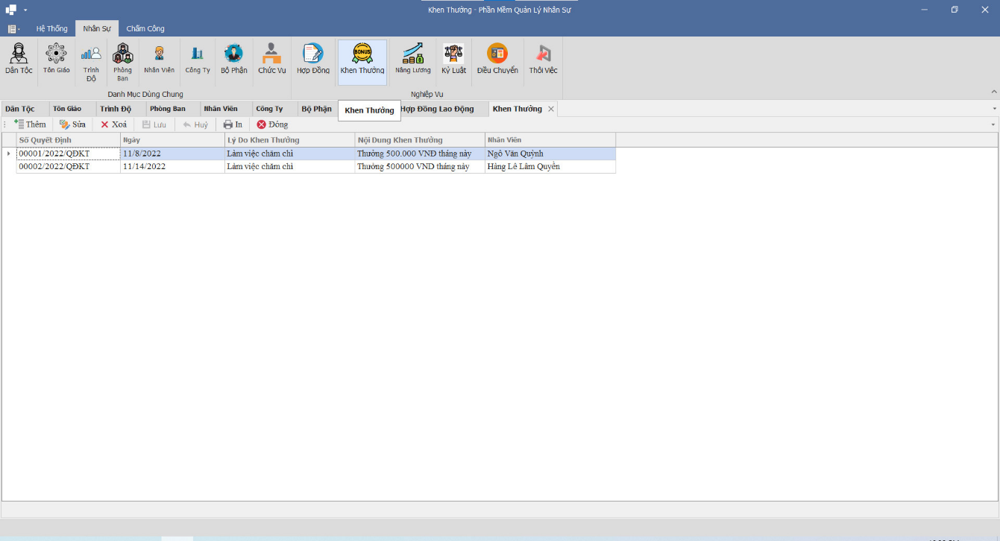 Khen Thưởng - Phần Mềm Quản Lý Nhân Sự
Hệ Thống Nhân Sự Chấm Công
Dân Tộc Tôn Giáo Trình Độ Phòng Ban Nhân Viên Công Ty Bộ Phận Chức Vụ Hợp Đồng BONUS Khen Thưởng Nâng Lương Kỷ Luật Điều Chuyển Thôi Việc
Danh Mục Dùng Chung Nghiệp Vụ
Dân Tộc Tôn Giáo Trình Độ Phòng Ban Nhân Viên Công Ty Bộ Phận Khen Thưởng Hợp Đồng Lao Động Khen Thưởng
Thêm Sửa Xoá Lưu Huỷ In Đóng
Số Quyết Định Ngày Lý Do Khen Thưởng Nội Dung Khen Thưởng Nhân Viên
00001/2022/QĐKT 11/8/2022 Làm việc chăm chỉ Thưởng 500.000 VNĐ tháng này Ngô Văn Quỳnh
00002/2022/QĐKT 11/14/2022 Làm việc chăm chỉ Thưởng 500000 VNĐ tháng này Hàng Lê Lâm Quyền